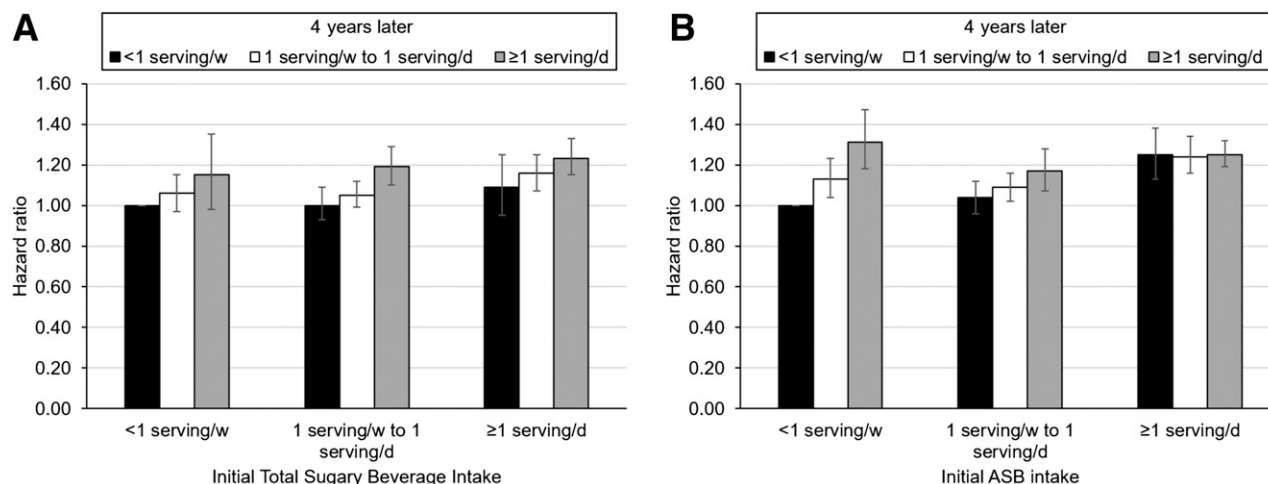 A
4 years later
<1 serving/w 1 serving/w to 1 serving/d ≥1 serving/d
1.60
1.40
1.20
1.00
0.80
0.60
0.40
0.20
0.00
Hazard ratio
<1 serving/w 1 serving/w to 1 ≥1 serving/d
serving/d
Initial Total Sugary Beverage Intake
B
4 years later
<1 serving/w 1 serving/w to 1 serving/d ≥1 serving/d
1.60
1.40
1.20
1.00
0.80
0.60
0.40
0.20
0.00
Hazard ratio
<1 serving/w 1 serving/w to 1 ≥1 serving/d
serving/d
Initial ASB intake